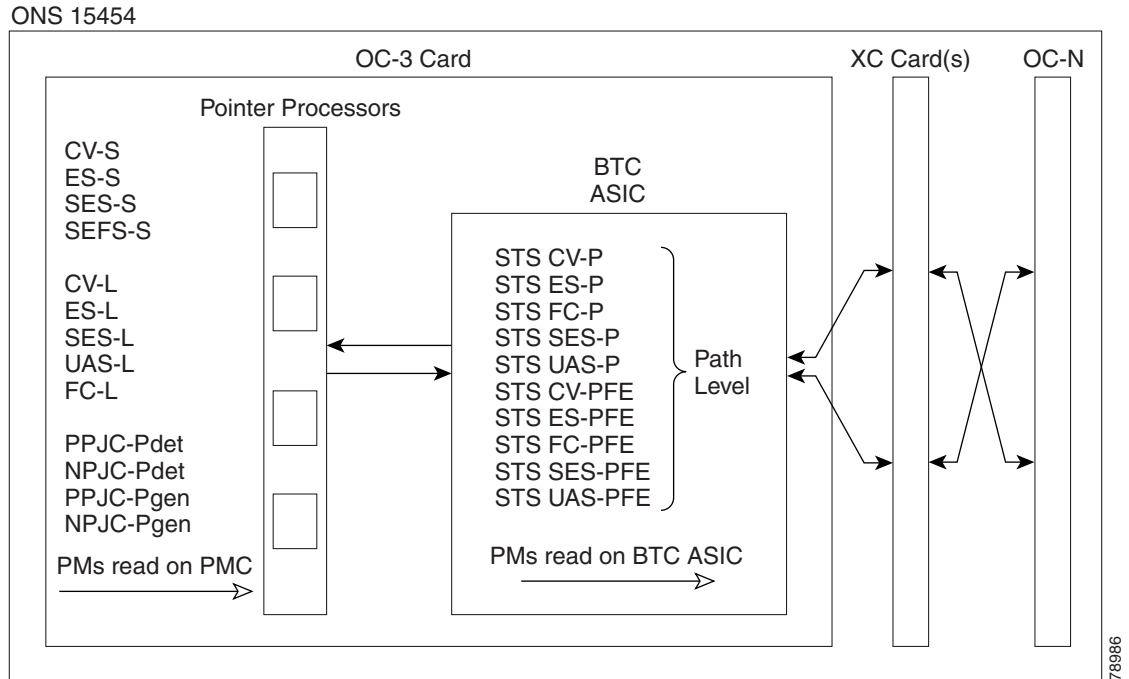 ONS 15454
OC-3 Card
XC Card(s)
OC-N
Pointer Processors
CV-S
ES-S
SES-S
SEFS-S
CV-L
ES-L
SES-L
UAS-L
FC-L
PPJC-Pdet
NPJC-Pdet
PPJC-Pgen
NPJC-Pgen
PMs read on PMC
BTC
ASIC
STS CV-P
STS ES-P
STS FC-P
STS SES-P
STS UAS-P
STS CV-PFE
STS ES-PFE
STS FC-PFE
STS SES-PFE
STS UAS-PFE
Path
Level
PMs read on BTC ASIC
78986